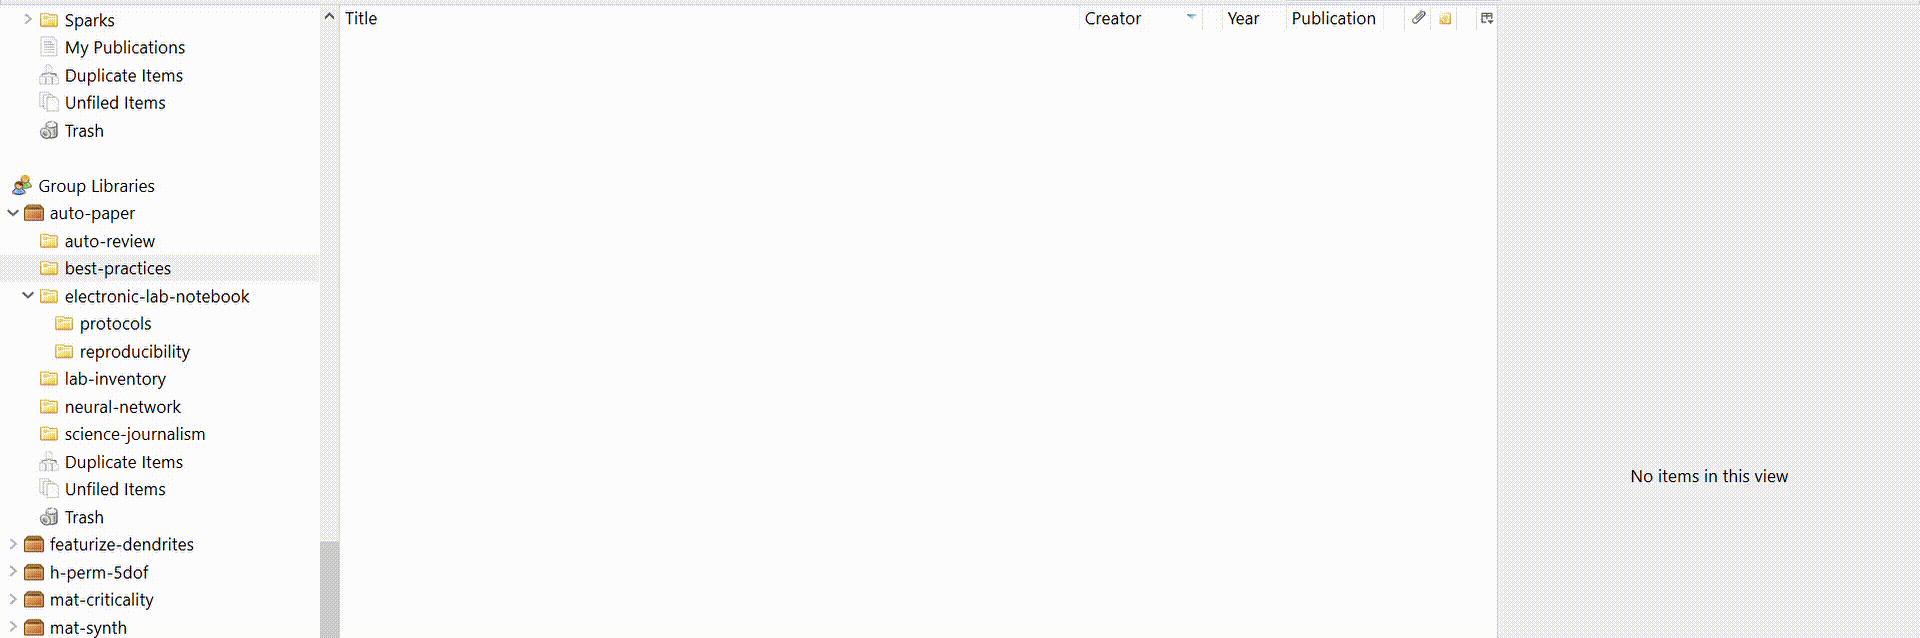 Sparks
My Publications
Duplicate Items
Unfiled Items
Trash
Group Libraries
auto-paper
auto-review
best-practices
electronic-lab-notebook
protocols
reproducibility
lab-inventory
neural-network
science-journalism
Duplicate Items
Unfiled Items
Trash
featurize-dendrites
h-perm-5dof
mat-criticality
mat-synth
Title Creator Year Publication
No items in this view